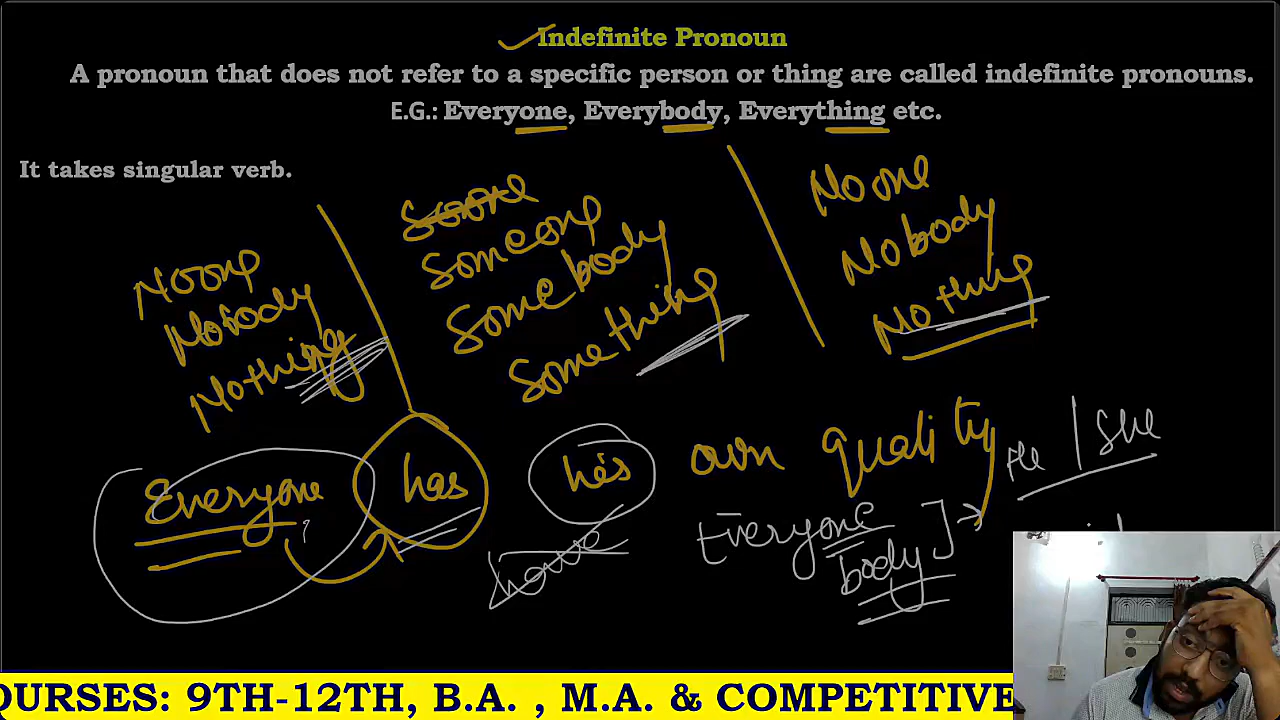 Indefinite Pronoun
A pronoun that does not refer to a specific person or thing are called indefinite pronouns.
E.G.: Everyone, Everybody, Everything etc.
It takes singular verb.
Noone
Nobody
Nothing
Someone
Somebody
Something
No one
Nobody
Nothing
Everyone has his own quality
he / she
have
Everyone
body
OURSES: 9TH-12TH, B.A. , M.A. & COMPETITIVE